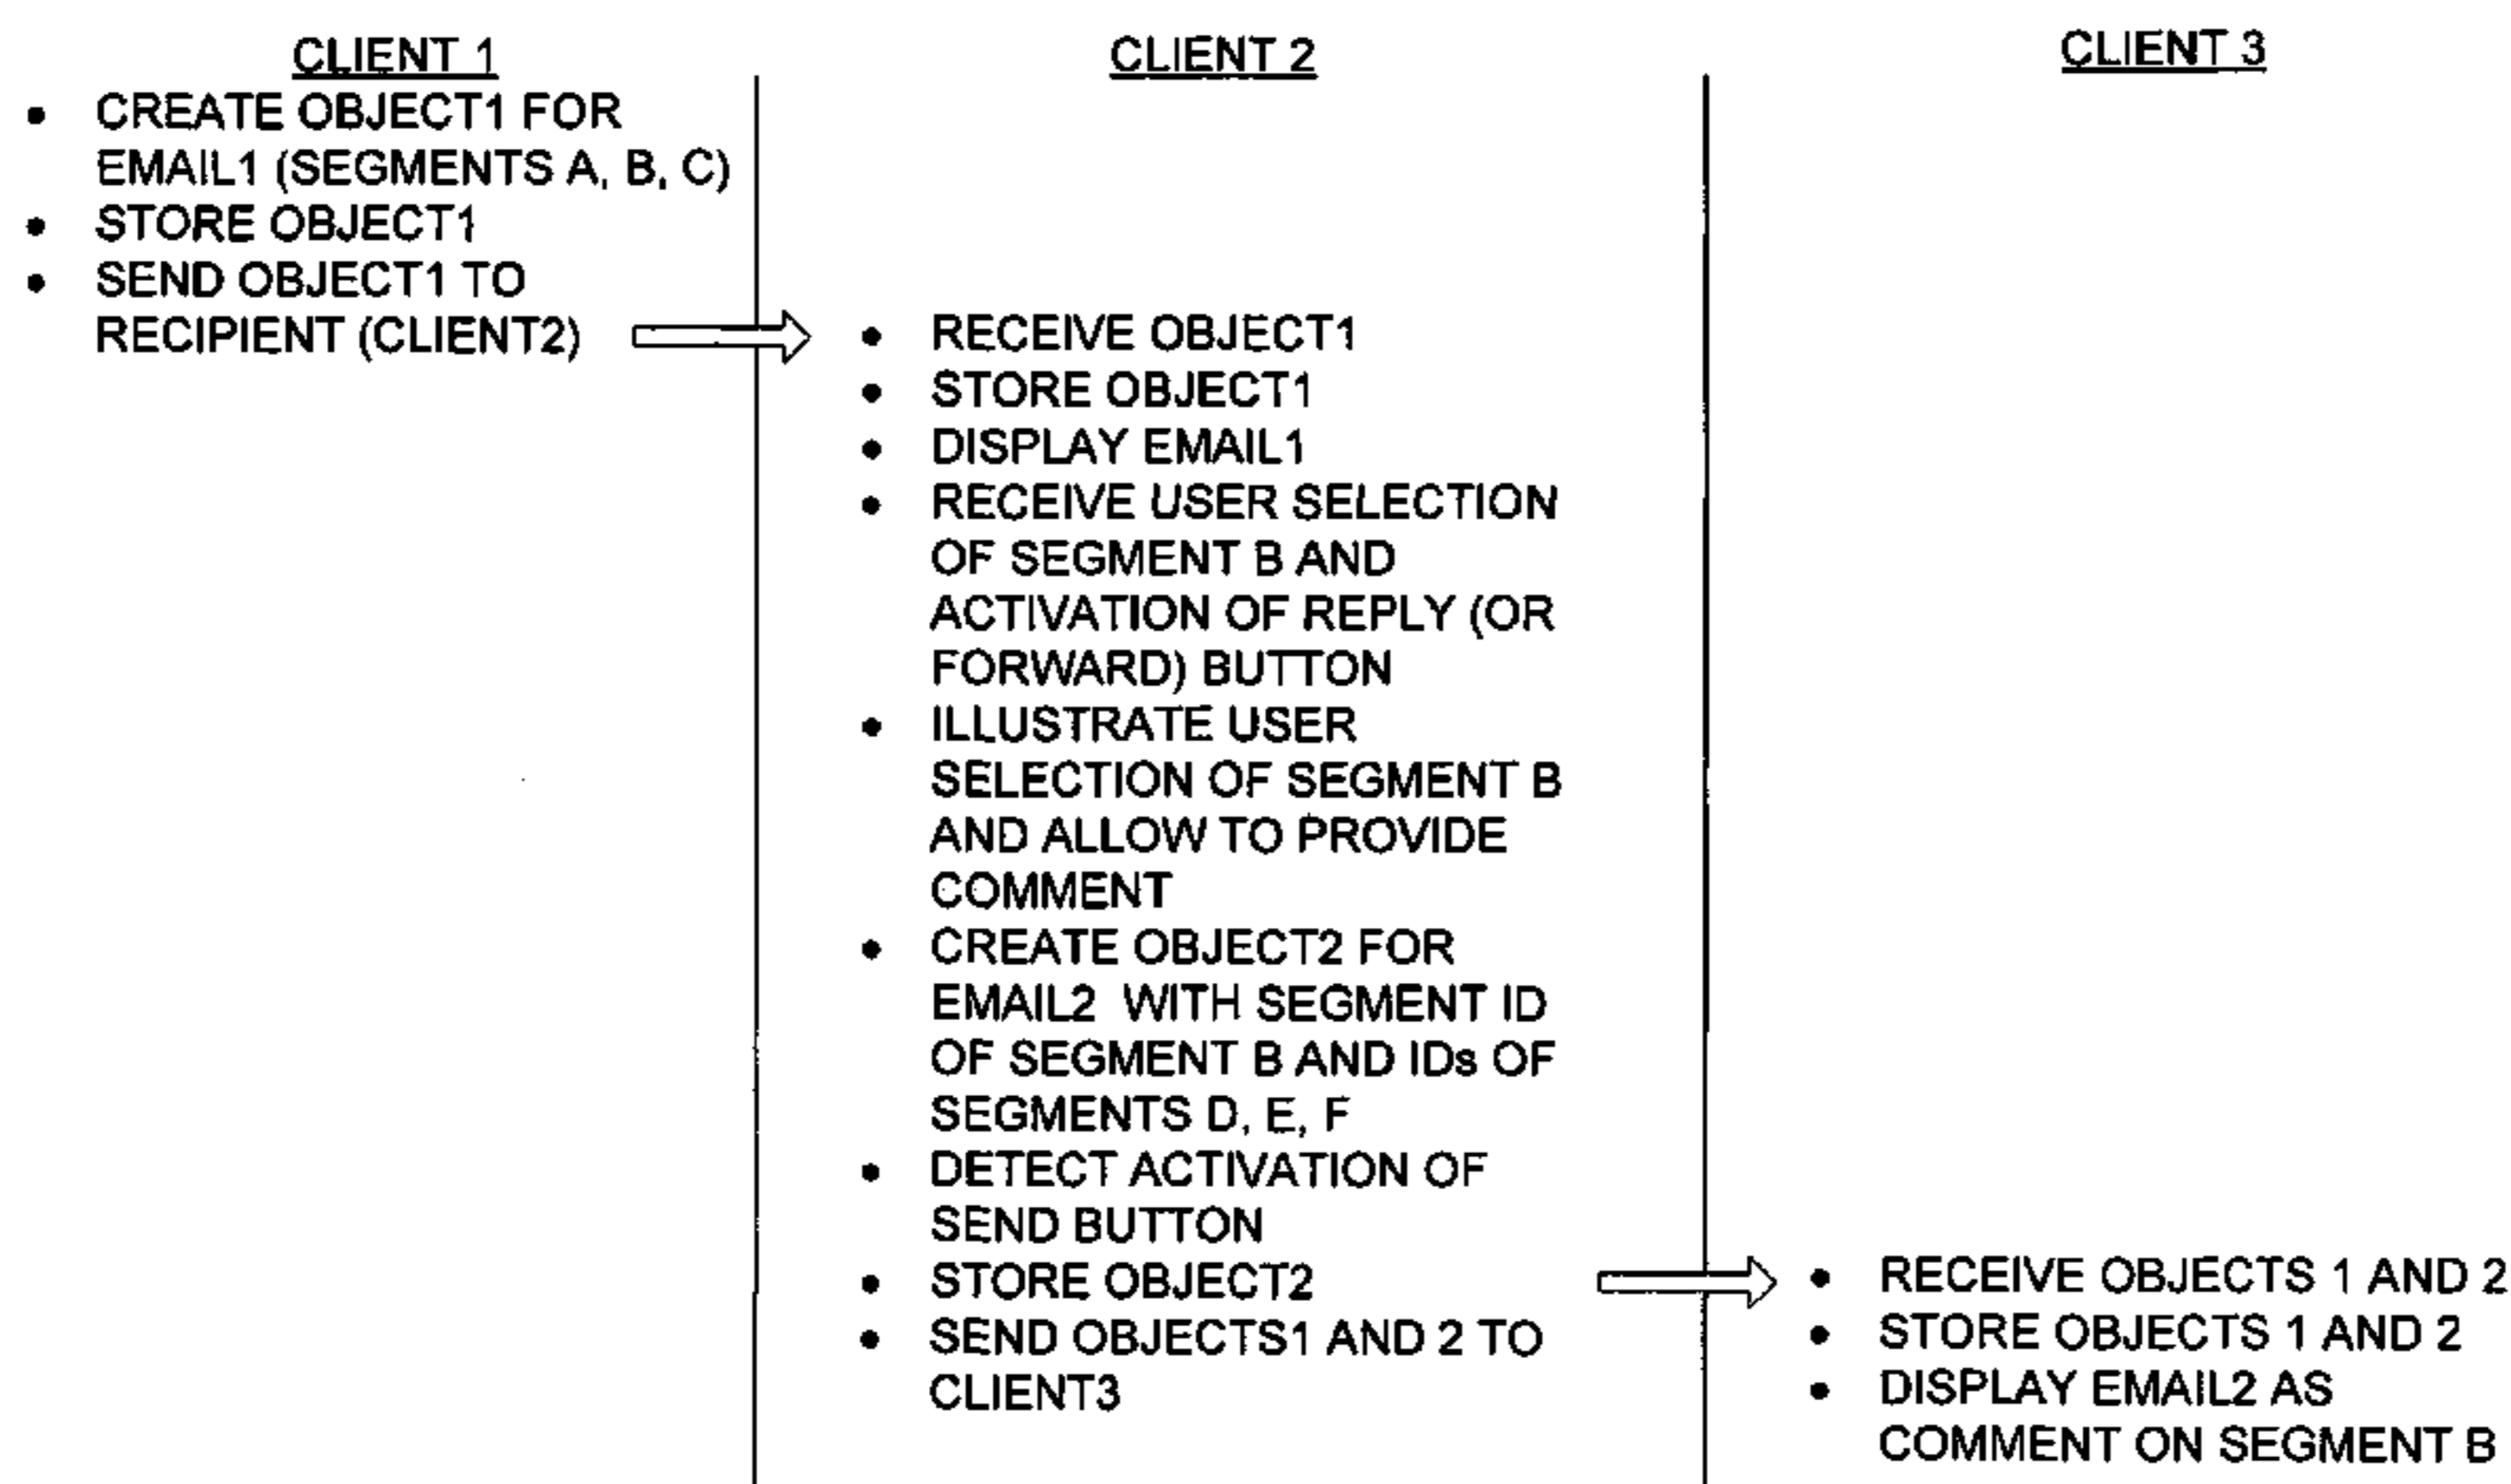 CLIENT 1
• CREATE OBJECT1 FOR
EMAIL1 (SEGMENTS A, B, C)
• STORE OBJECT1
• SEND OBJECT1 TO
RECIPIENT (CLIENT2)
CLIENT 2
• RECEIVE OBJECT1
• STORE OBJECT1
• DISPLAY EMAIL1
• RECEIVE USER SELECTION
OF SEGMENT B AND
ACTIVATION OF REPLY (OR
FORWARD) BUTTON
• ILLUSTRATE USER
SELECTION OF SEGMENT B
AND ALLOW TO PROVIDE
COMMENT
• CREATE OBJECT2 FOR
EMAIL2 WITH SEGMENT ID
OF SEGMENT B AND IDs OF
SEGMENTS D, E, F
• DETECT ACTIVATION OF
SEND BUTTON
• STORE OBJECT2
• SEND OBJECTS1 AND 2 TO
CLIENT3
CLIENT 3
• RECEIVE OBJECTS 1 AND 2
• STORE OBJECTS 1 AND 2
• DISPLAY EMAIL2 AS
COMMENT ON SEGMENT B